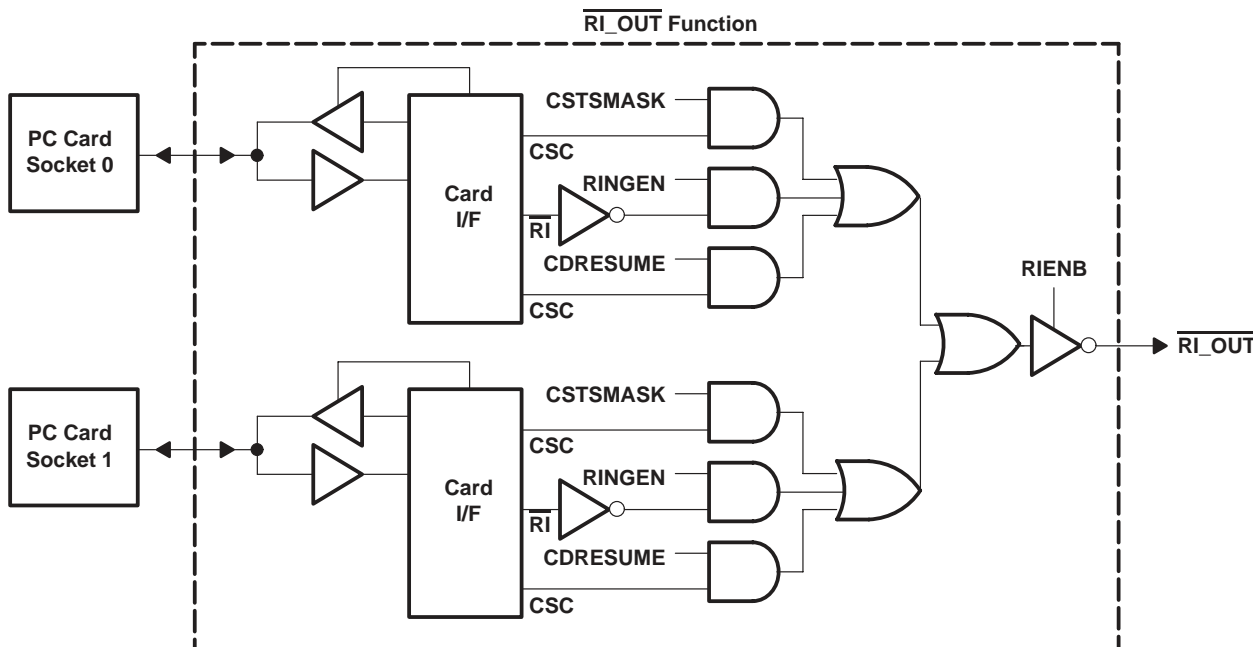 RI_OUT Function
PC Card
Socket 0
Card
I/F
CSTSMASK
CSC
RINGEN
RI
CDRESUME
CSC
RIENB
RI_OUT
PC Card
Socket 1
Card
I/F
CSTSMASK
CSC
RINGEN
RI
CDRESUME
CSC